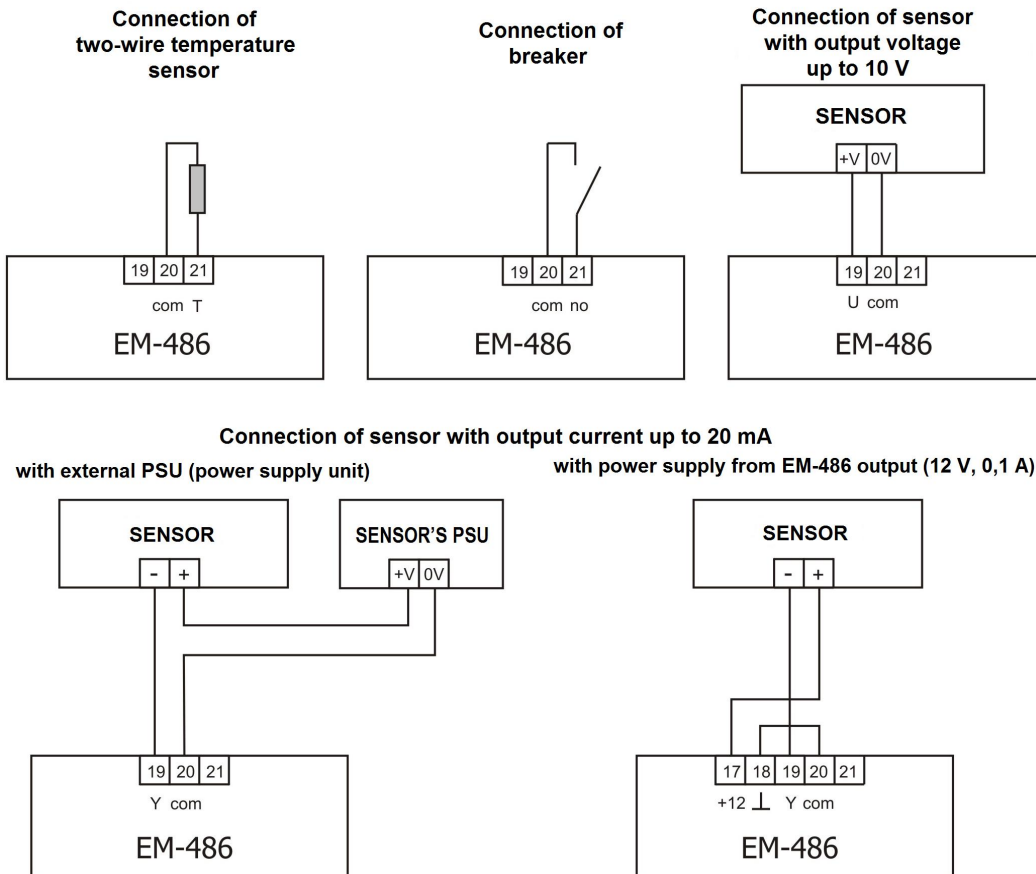 Connection of
two-wire temperature
sensor
19 20 21
com T
EM-486
Connection of
breaker
19 20 21
com no
EM-486
Connection of sensor
with output voltage
up to 10 V
SENSOR
+V 0V
19 20 21
U com
EM-486
Connection of sensor with output current up to 20 mA
with external PSU (power supply unit)
SENSOR
- +
SENSOR'S PSU
+V 0V
19 20 21
Y com
EM-486
with power supply from EM-486 output (12 V, 0,1 A)
SENSOR
- +
17 18 19 20 21
+12 ⊥ Y com
EM-486